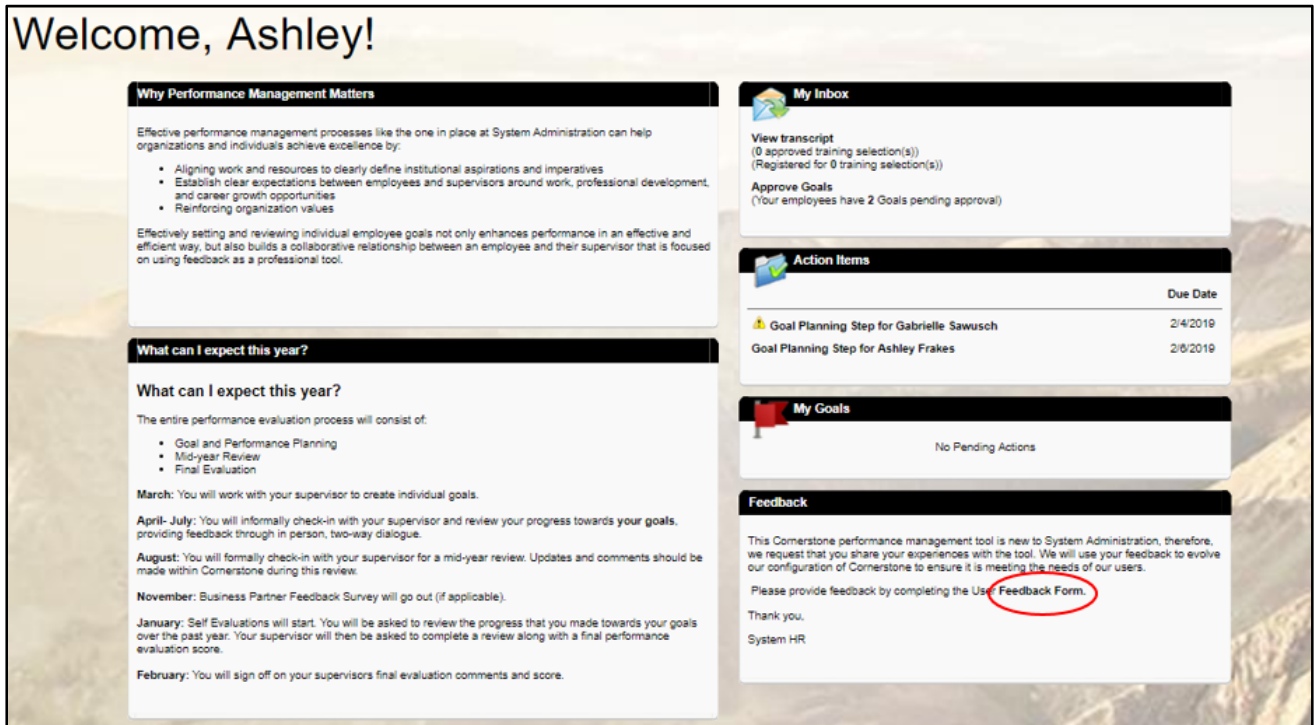 Welcome, Ashley!
Why Performance Management Matters
Effective performance management processes like the one in place at System Administration can help
organizations and individuals achieve excellence by:
• Aligning work and resources to clearly define institutional aspirations and imperatives
• Establish clear expectations between employees and supervisors around work, professional development,
and career growth opportunities
• Reinforcing organization values
Effectively setting and reviewing individual employee goals not only enhances performance in an effective and
efficient way, but also builds a collaborative relationship between an employee and their supervisor that is focused
on using feedback as a professional tool.
What can I expect this year?
What can I expect this year?
The entire performance evaluation process will consist of:
• Goal and Performance Planning
• Mid-year Review
• Final Evaluation
March: You will work with your supervisor to create individual goals.
April- July: You will informally check-in with your supervisor and review your progress towards your goals,
providing feedback through in person, two-way dialogue.
August: You will formally check-in with your supervisor for a mid-year review. Updates and comments should be
made within Cornerstone during this review.
November: Business Partner Feedback Survey will go out (if applicable).
January: Self Evaluations will start. You will be asked to review the progress that you made towards your goals
over the past year. Your supervisor will then be asked to complete a review along with a final performance
evaluation score.
February: You will sign off on your supervisors final evaluation comments and score.
My Inbox
View transcript
(0 approved training selection(s))
(Registered for 0 training selection(s))
Approve Goals
(Your employees have 2 Goals pending approval)
Action Items
Due Date
Goal Planning Step for Gabrielle Sawusch 2/4/2019
Goal Planning Step for Ashley Frakes 2/6/2019
My Goals
No Pending Actions
Feedback
This Cornerstone performance management tool is new to System Administration, therefore,
we request that you share your experiences with the tool. We will use your feedback to evolve
our configuration of Cornerstone to ensure it is meeting the needs of our users.
Please provide feedback by completing the User Feedback Form.
Thank you,
System HR